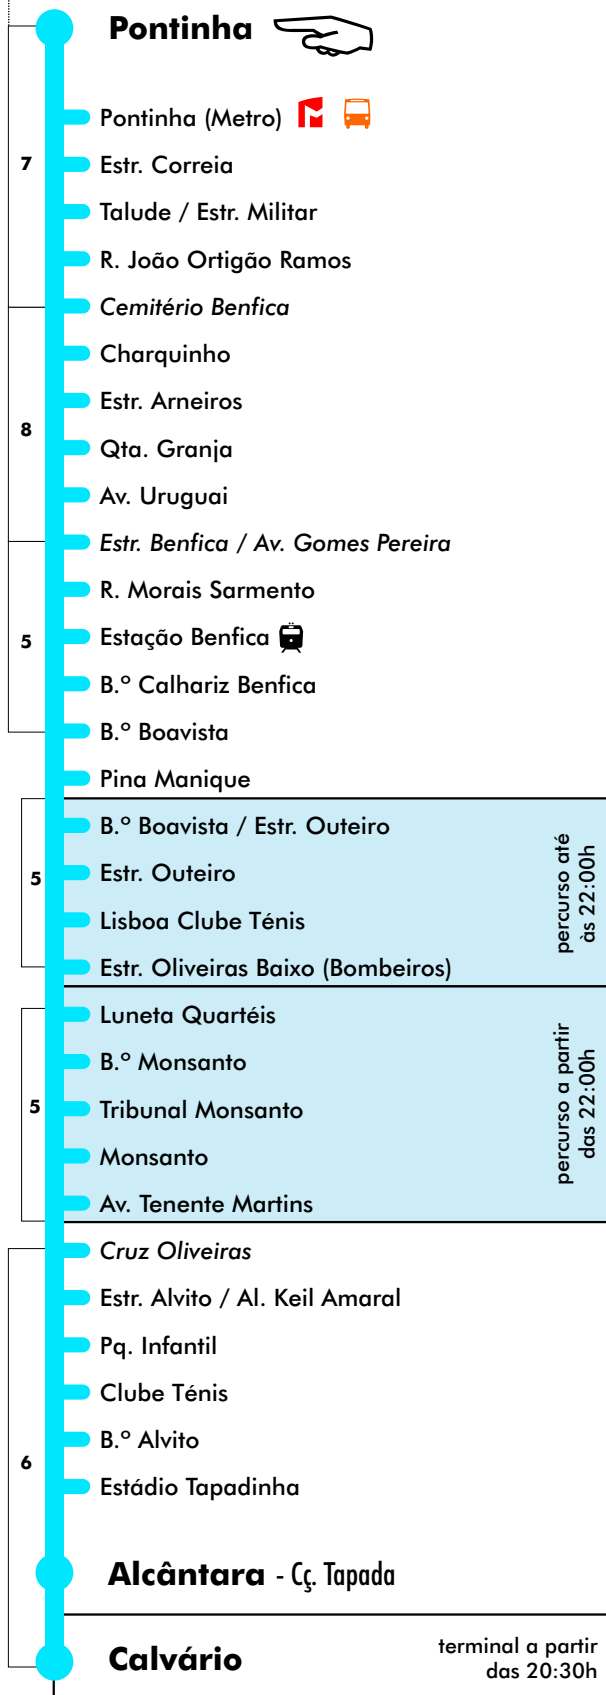 Pontinha
Pontinha (Metro)
7
Estr. Correia
Talude / Estr. Militar
R. João Ortigão Ramos
Cemitério Benfica
Charquinho
Estr. Arneiros
8
Qta. Granja
Av. Uruguai
Estr. Benfica / Av. Gomes Pereira
R. Morais Sarmento
5
Estação Benfica
B.º Calhariz Benfica
B.º Boavista
Pina Manique
B.º Boavista / Estr. Outeiro
5
Estr. Outeiro
Lisboa Clube Ténis
Estr. Oliveiras Baixo (Bombeiros)
percurso até
às 22:00h
Luneta Quartéis
B.º Monsanto
5
Tribunal Monsanto
Monsanto
Av. Tenente Martins
percurso a partir
das 22:00h
Cruz Oliveiras
Estr. Alvito / Al. Keil Amaral
Pq. Infantil
Clube Ténis
B.º Alvito
6
Estádio Tapadinha
Alcântara - Cç. Tapada
Calvário
terminal a partir
das 20:30h